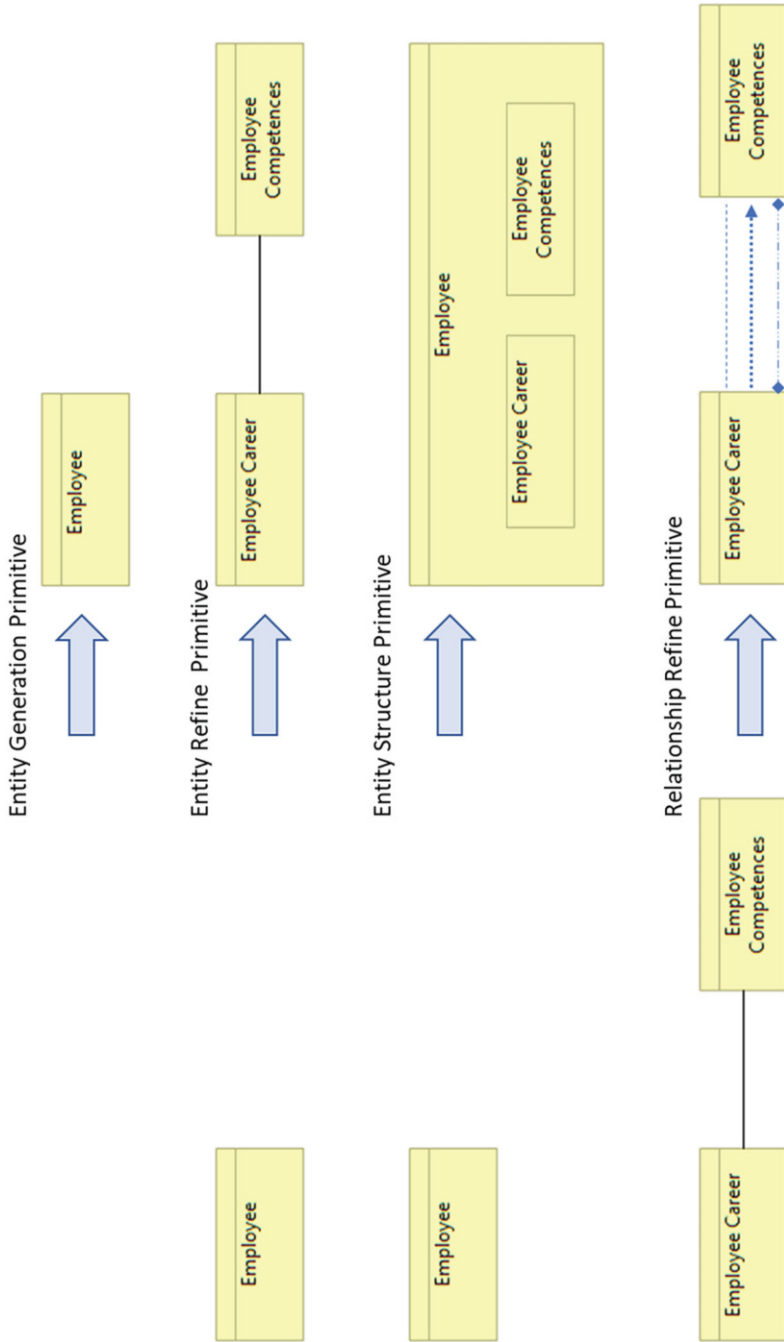 Entity Generation Primitive
Employee
Entity Refine Primitive
Employee
Employee Career
Employee
Competences
Entity Structure Primitive
Employee
Employee
Employee Career
Employee
Competences
Relationship Refine Primitive
Employee Career
Employee
Competences
Employee Career
Employee
Competences